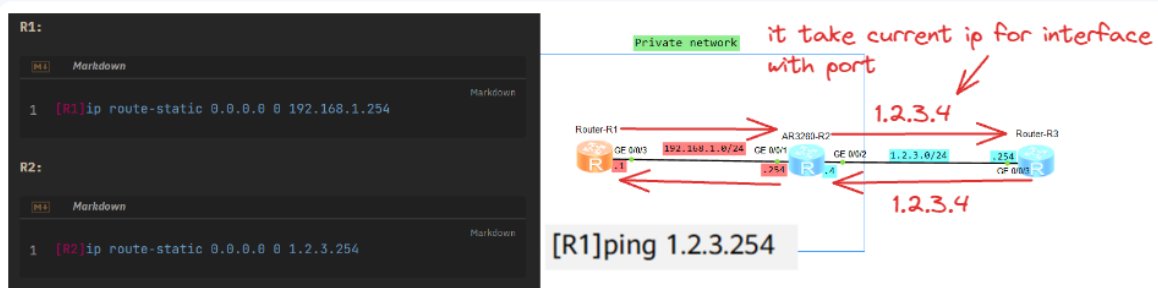 R1:
M↓ Markdown
Markdown
1 [R1]ip route-static 0.0.0.0 0 192.168.1.254
R2:
M↓ Markdown
Markdown
1 [R2]ip route-static 0.0.0.0 0 1.2.3.254
Private network
it take current ip for interface
with port
1.2.3.4
Router-R1
AR3260-R2
Router-R3
GE 0/0/3
192.168.1.0/24
GE 0/0/1
GE 0/0/2
1.2.3.0/24
.254
.1
.254
.4
GE 0/0/3
R
R
R
1.2.3.4
[R1]ping 1.2.3.254